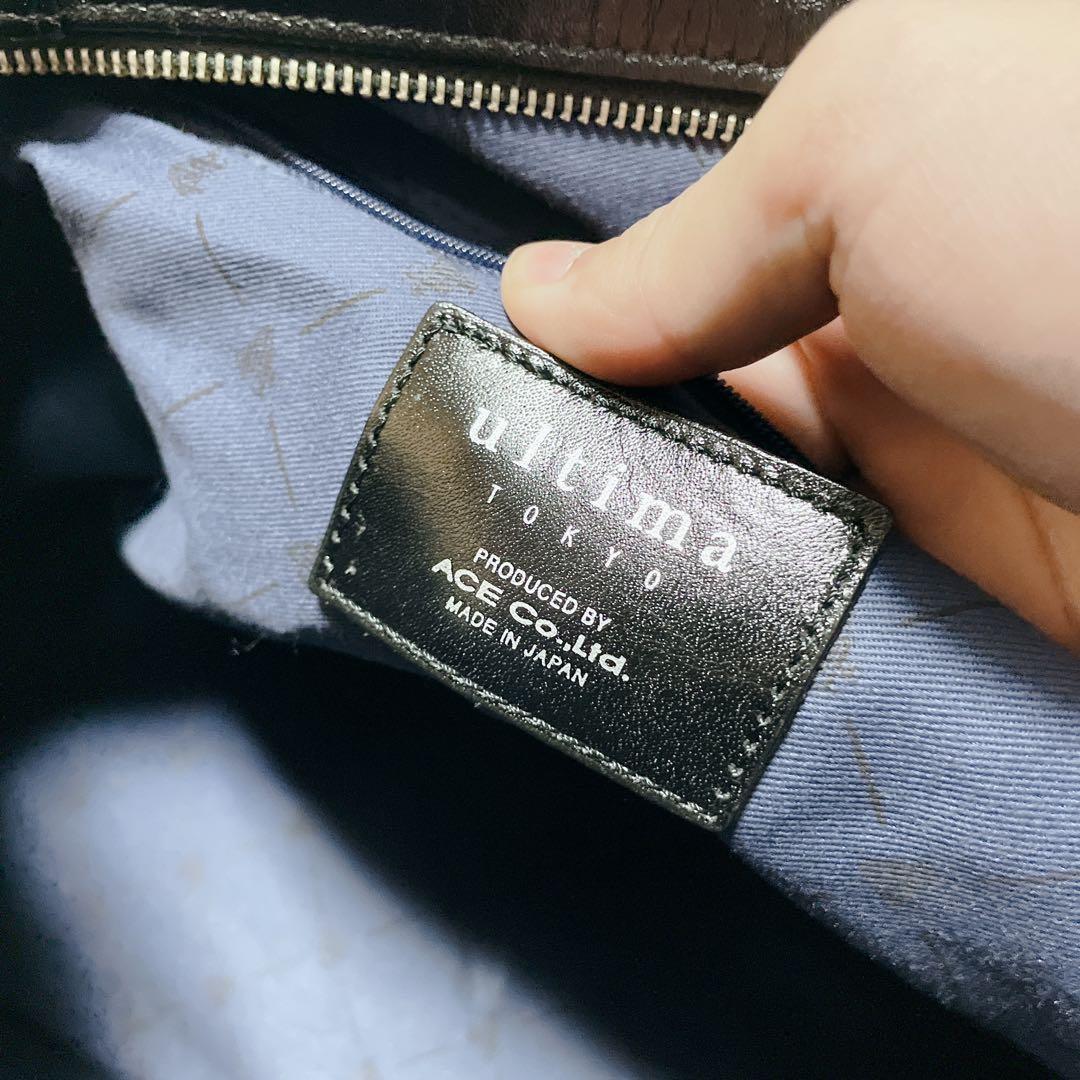 ultima
TOKYO
PRODUCED BY
ACE Co.,Ltd.
MADE IN JAPAN